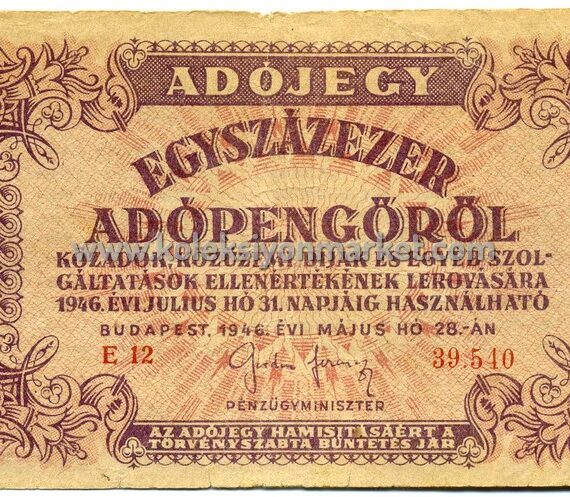 ADÓJEGY
EGYSZÁZEZER
ADÓPENGŐRŐL
KÖZADÓK, KÖZÜZEMI DIJAK ÉS EGYÉB SZOL-
GÁLTATÁSOK ELLENÉRTÉKÉNEK LEROVÁSÁRA
1946. ÉVI JULIUS HÓ 31. NAPJÁIG HASZNÁLHATÓ
BUDAPEST, 1946. ÉVI MÁJUS HÓ 28.-ÁN
E 12
39.540
PÉNZÜGYMINISZTER
AZ ADÓJEGY HAMISITÁSÁÉRT A
TÖRVÉNYSZABTA BÜNTETÉS JÁR
www.koleksiyonmarket.com